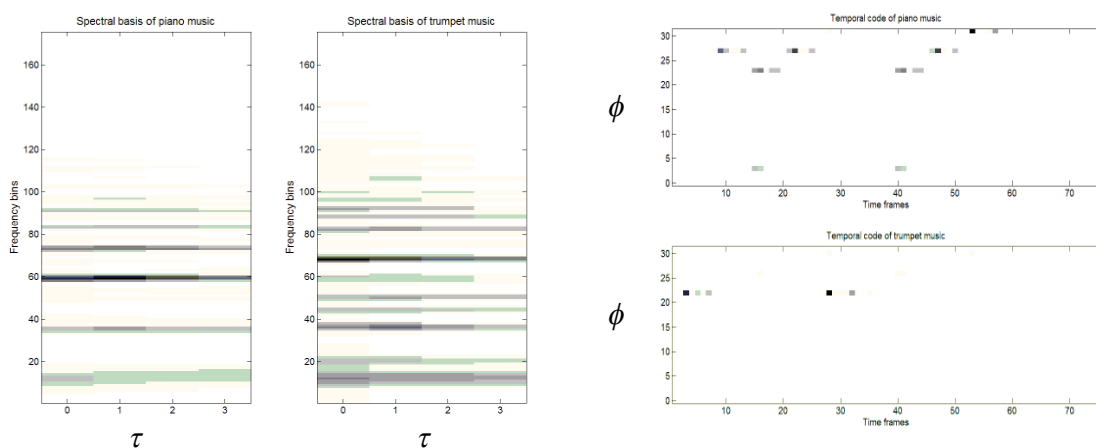 Spectral basis of piano music
Frequency bins
160
140
120
100
80
60
40
20
0 1 2 3
τ
Spectral basis of trumpet music
Frequency bins
160
140
120
100
80
60
40
20
0 1 2 3
τ
Temporal code of piano music
ϕ
30
25
20
15
10
5
0
10 20 30 40 50 60 70
Time frames
Temporal code of trumpet music
ϕ
30
25
20
15
10
5
0
10 20 30 40 50 60 70
Time frames